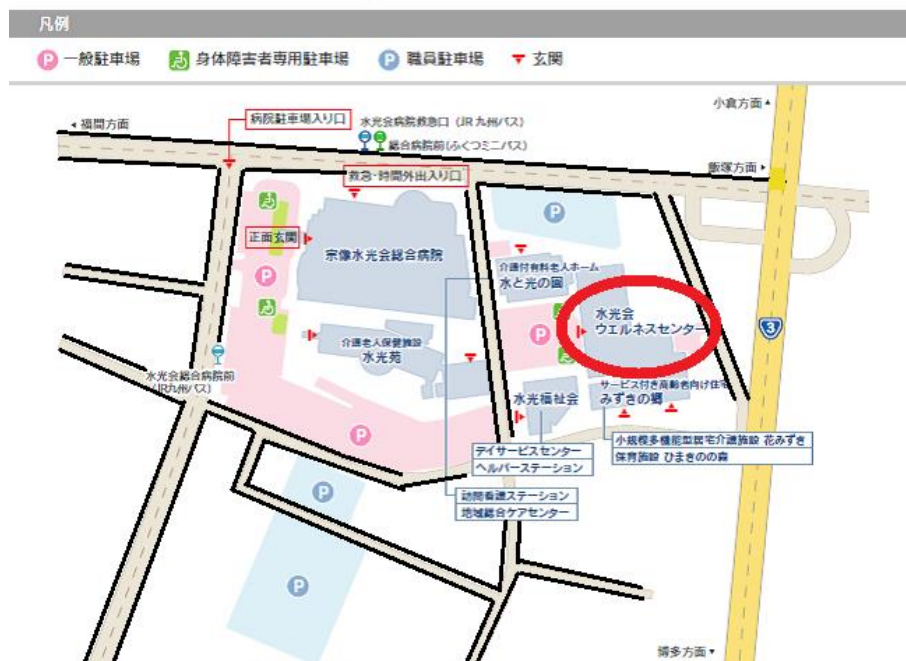 凡例
P 一般駐車場 身体障害者専用駐車場 P 職員駐車場 玄関
小倉方面
福間方面
病院駐車場入り口
水光会病院救急口（JR九州バス）
総合病院前(ふくつミニバス)
飯塚方面
救急・時間外出入り口
P
正面玄関
宗像水光会総合病院
介護付有料老人ホーム
水と光の園
P
水光会
ウエルネスセンター
3
P
介護老人保健施設
水光苑
水光会総合病院前
(JR九州バス)
サービス付き高齢者向け住宅
みずきの郷
水光福祉会
P
小規模多機能型居宅介護施設 花みずき
保育施設 ひまきのの森
デイサービスセンター
ヘルパーステーション
訪問看護ステーション
地域総合ケアセンター
P
P
博多方面